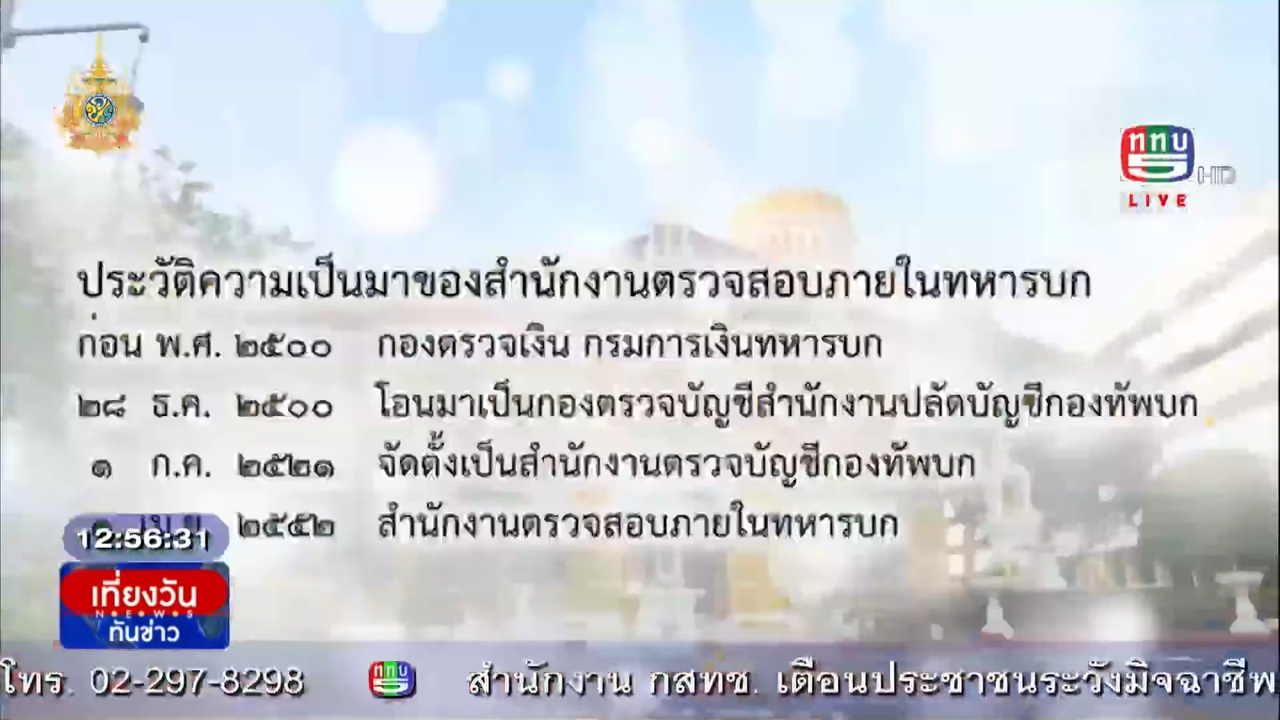 ททบ
5 HD
LIVE
ประวัติความเป็นมาของสำนักงานตรวจสอบภายในทหารบก
ก่อน พ.ศ. ๒๕๐๐ กองตรวจเงิน กรมการเงินทหารบก
๒๘ ธ.ค. ๒๕๐๐ โอนมาเป็นกองตรวจบัญชีสำนักงานปลัดบัญชีกองทัพบก
๑ ก.ค. ๒๕๒๑ จัดตั้งเป็นสำนักงานตรวจบัญชีกองทัพบก
เม.ย. ๒๕๕๒ สำนักงานตรวจสอบภายในทหารบก
12:56:31
เที่ยงวัน
NEWS
ทันข่าว
โทร. 02-297-8298 ททบ 5 สำนักงาน กสทช. เตือนประชาชนระวังมิจฉาชีพ